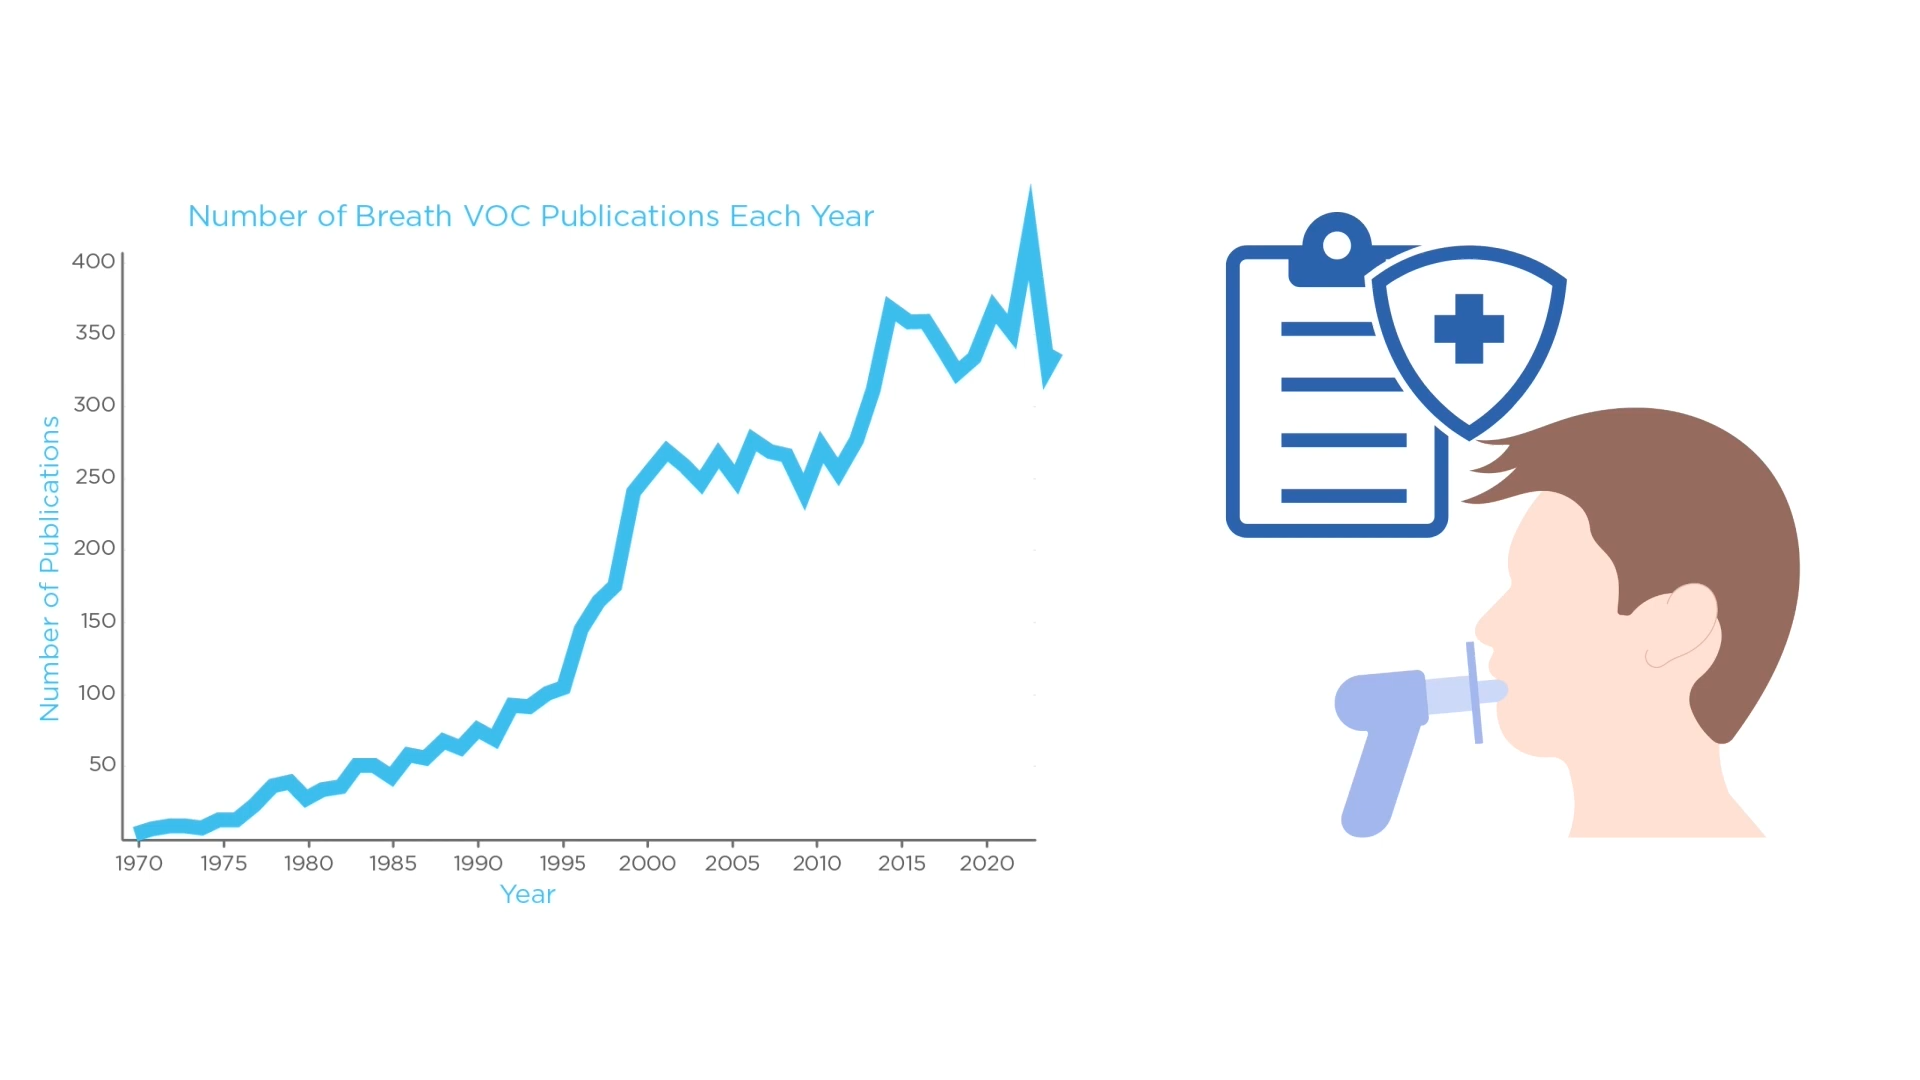 Number of Breath VOC Publications Each Year
400
350
300
250
200
150
100
50
Number of Publications
1970 1975 1980 1985 1990 1995 2000 2005 2010 2015 2020
Year